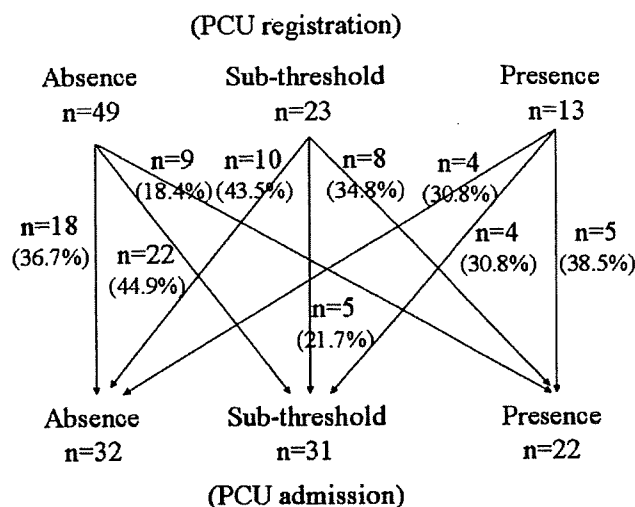 (PCU registration)
Absence Sub-threshold Presence
n=49 n=23 n=13
n=9 n=10 n=8 n=4
(18.4%) (43.5%) (34.8%) (30.8%)
n=18 n=22 n=4 n=5
(36.7%) (44.9%) (30.8%) (38.5%)
n=5
(21.7%)
Absence Sub-threshold Presence
n=32 n=31 n=22
(PCU admission)